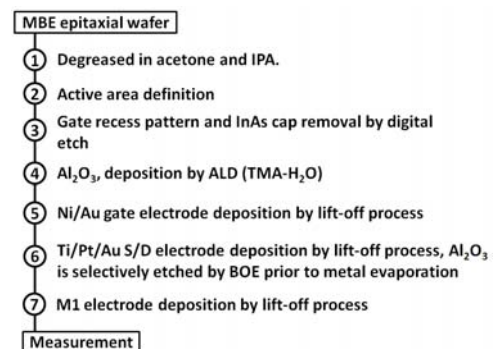 MBE epitaxial wafer
1 Degreased in acetone and IPA.
2 Active area definition
3 Gate recess pattern and InAs cap removal by digital
etch
4 Al₂O₃, deposition by ALD (TMA-H₂O)
5 Ni/Au gate electrode deposition by lift-off process
6 Ti/Pt/Au S/D electrode deposition by lift-off process, Al₂O₃
is selectively etched by BOE prior to metal evaporation
7 M1 electrode deposition by lift-off process
Measurement